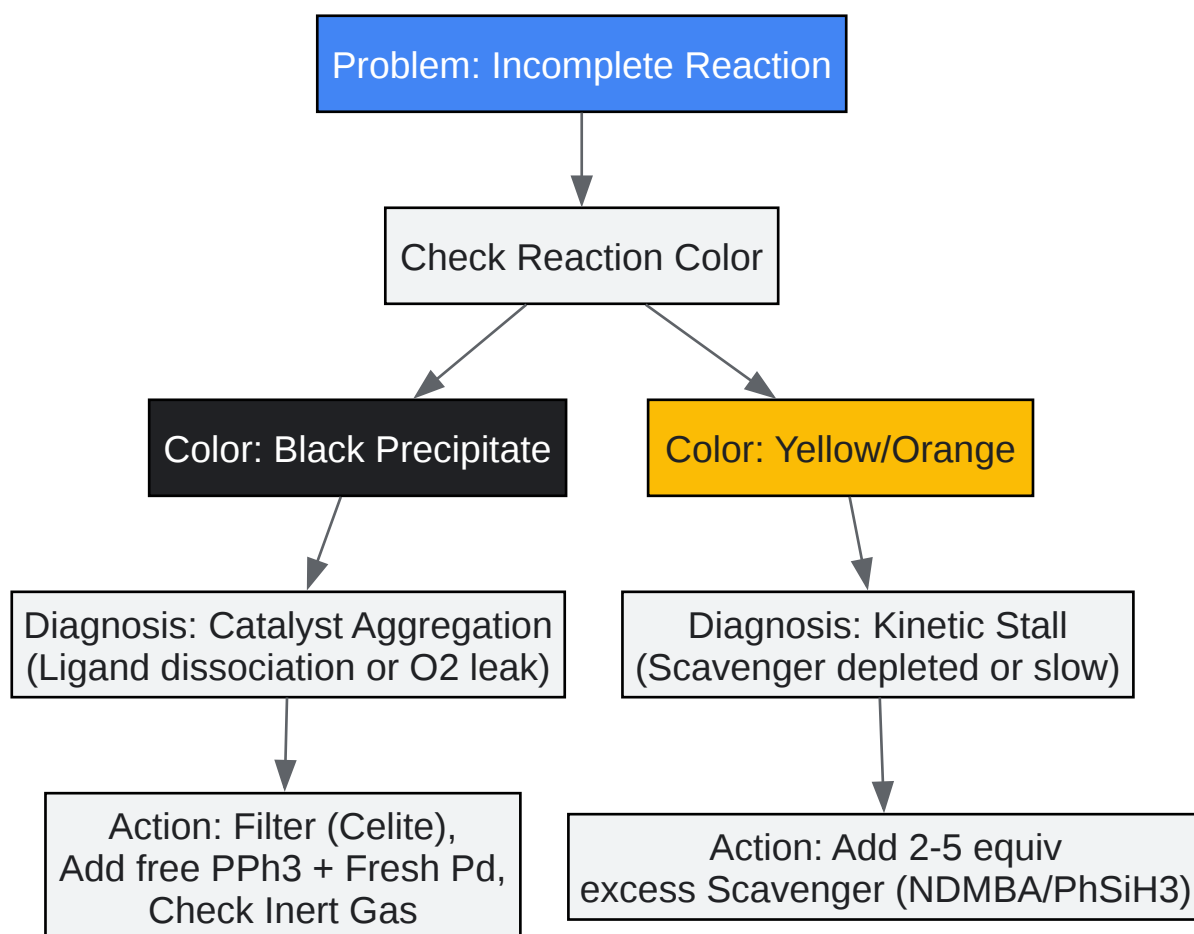 Problem: Incomplete Reaction
Check Reaction Color
Color: Black Precipitate
Color: Yellow/Orange
Diagnosis: Catalyst Aggregation
(Ligand dissociation or O2 leak)
Diagnosis: Kinetic Stall
(Scavenger depleted or slow)
Action: Filter (Celite),
Add free PPh3 + Fresh Pd,
Check Inert Gas
Action: Add 2-5 equiv
excess Scavenger (NDMBA/PhSiH3)